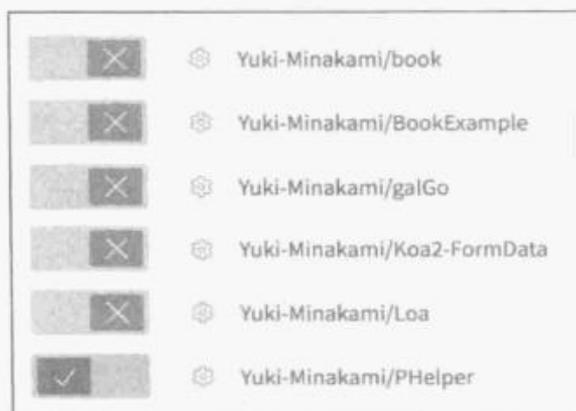 Yuki-Minakami/book
Yuki-Minakami/BookExample
Yuki-Minakami/galGo
Yuki-Minakami/Koa2-FormData
Yuki-Minakami/Loa
Yuki-Minakami/PHelper